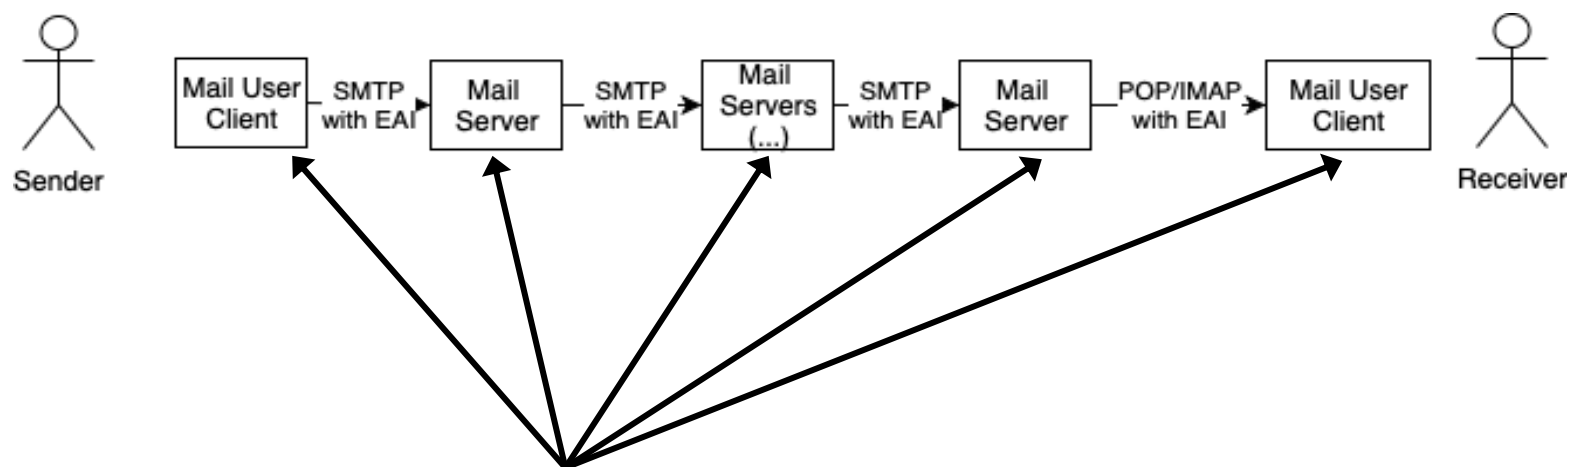 Sender
Mail User
Client
SMTP
with EAI
Mail
Server
SMTP
with EAI
Mail
Servers
(...)
SMTP
with EAI
Mail
Server
POP/IMAP
with EAI
Mail User
Client
Receiver